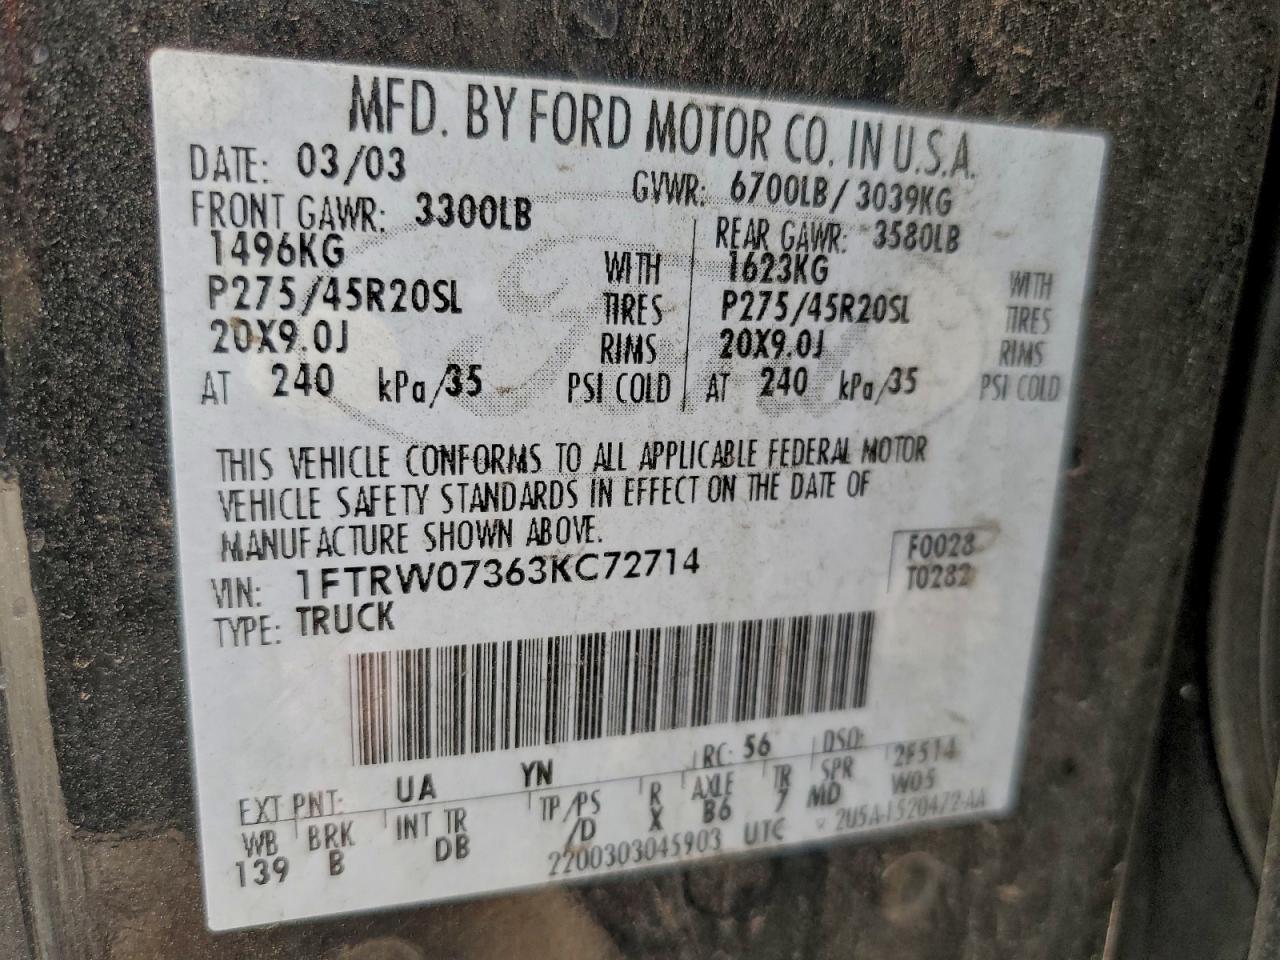 MFD. BY FORD MOTOR CO. IN U.S.A.
DATE: 03/03 GVWR: 6700LB/3039KG
FRONT GAWR: 3300LB REAR GAWR: 3580LB
1496KG WITH 1623KG WITH
P275/45R20SL TIRES P275/45R20SL TIRES
20X9.0J RIMS 20X9.0J RIMS
AT 240 kPa/35 PSI COLD AT 240 kPa/35 PSI COLD
THIS VEHICLE CONFORMS TO ALL APPLICABLE FEDERAL MOTOR
VEHICLE SAFETY STANDARDS IN EFFECT ON THE DATE OF
MANUFACTURE SHOWN ABOVE.
F0028
VIN: 1FTRW07363KC72714
T0282
TYPE: TRUCK
EXT PNT: UA YN RC: 56 DSO: 2F514
WB BRK INT TR TP/PS R AXLE TR SPR W05
139 B DB /D X B6 7 MD
2200303045903 UTC 2U5A-1520472-AA